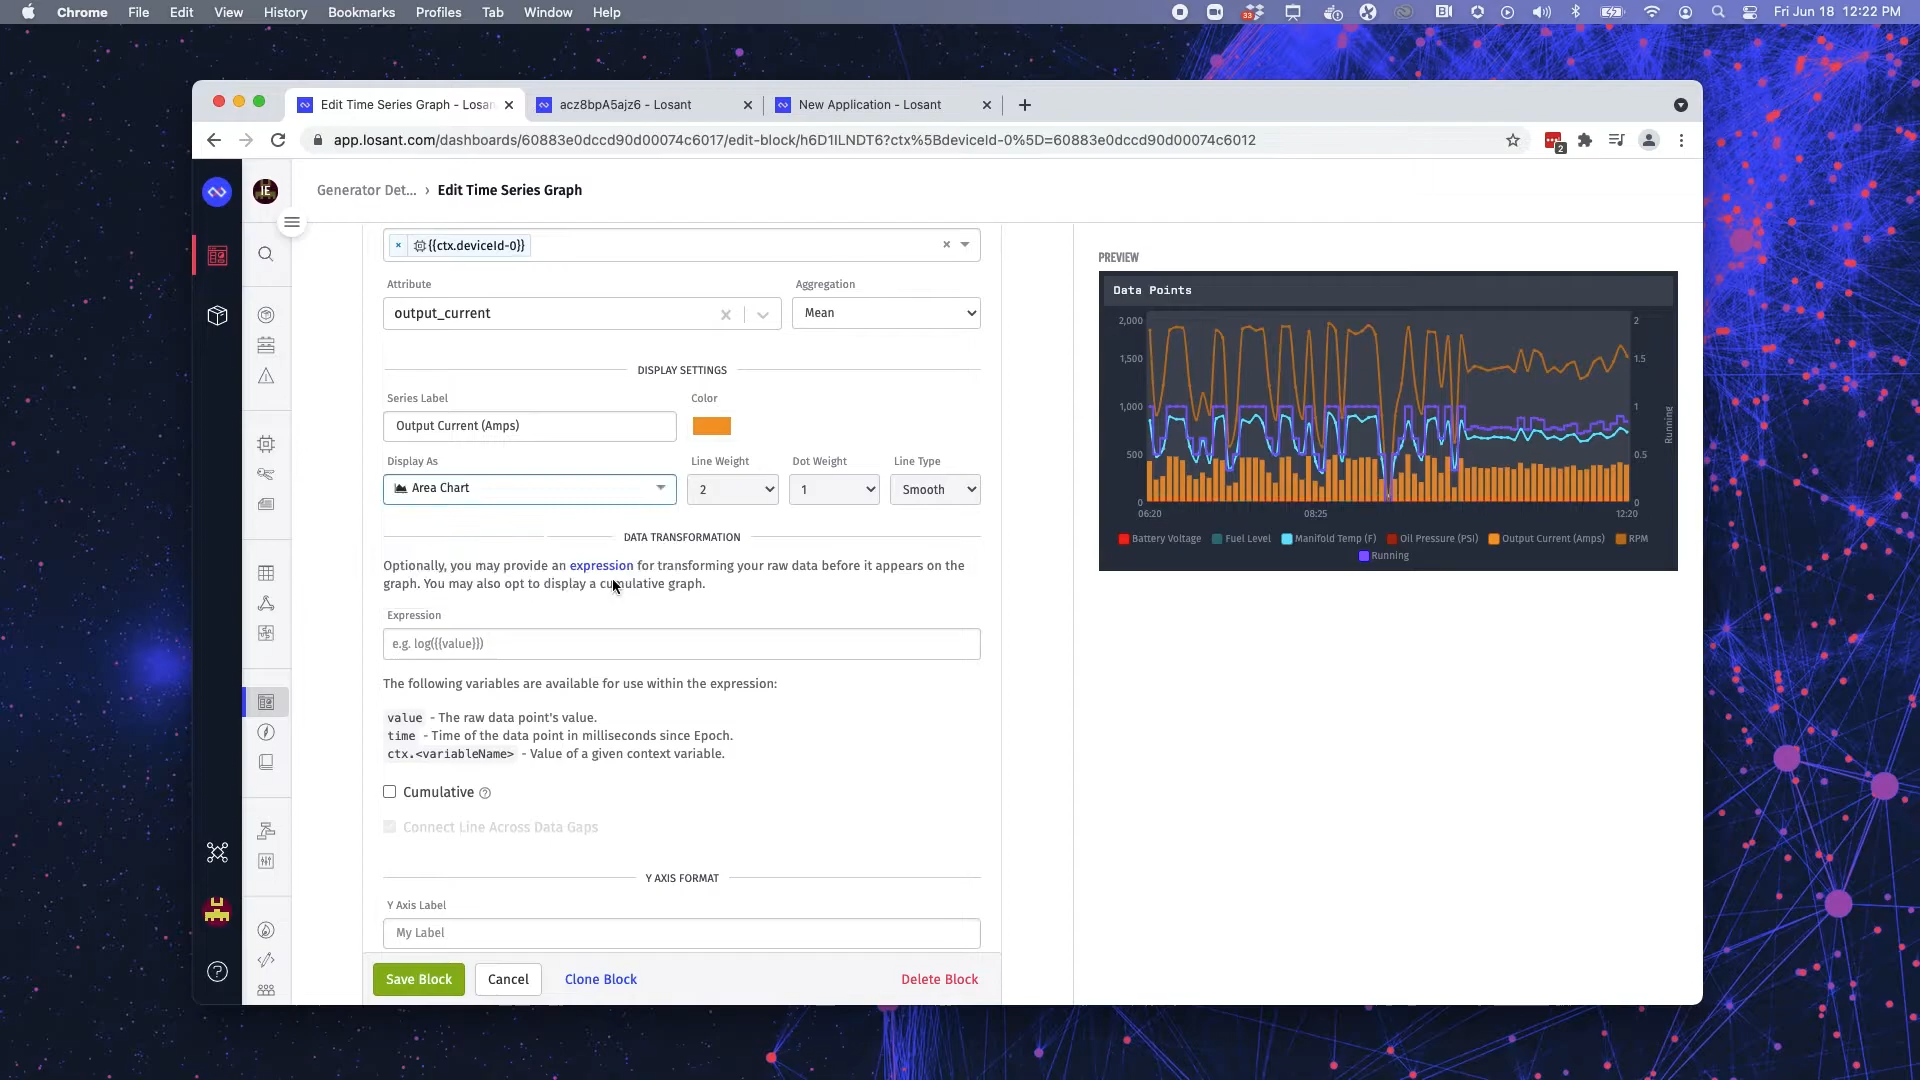 Chrome File Edit View History Bookmarks Profiles Tab Window Help
33
Fri Jun 18 12:22 PM
Edit Time Series Graph - Losan
acz8bpA5ajz6 - Losant
New Application - Losant
app.losant.com/dashboards/60883e0dccd90d00074c6017/edit-block/h6D1ILNDT6?ctx%5BdeviceId-0%5D=60883e0dccd90d00074c6012
2
IE
Generator Det... › Edit Time Series Graph
{{ctx.deviceId-0}}
Attribute Aggregation
output_current Mean
DISPLAY SETTINGS
Series Label Color
Output Current (Amps)
Display As Line Weight Dot Weight Line Type
Area Chart 2 1 Smooth
DATA TRANSFORMATION
Optionally, you may provide an expression for transforming your raw data before it appears on the
graph. You may also opt to display a cumulative graph.
Expression
e.g. log({{value}})
The following variables are available for use within the expression:
value - The raw data point's value.
time - Time of the data point in milliseconds since Epoch.
ctx.<variableName> - Value of a given context variable.
Cumulative
Connect Line Across Data Gaps
Y AXIS FORMAT
Y Axis Label
My Label
Save Block Cancel Clone Block Delete Block
PREVIEW
Data Points
2,000 2
1,500 1.5
1,000 1
500 0.5
0 0
Running
06:20 08:25 12:20
Battery Voltage Fuel Level Manifold Temp (F) Oil Pressure (PSI) Output Current (Amps) RPM
Running